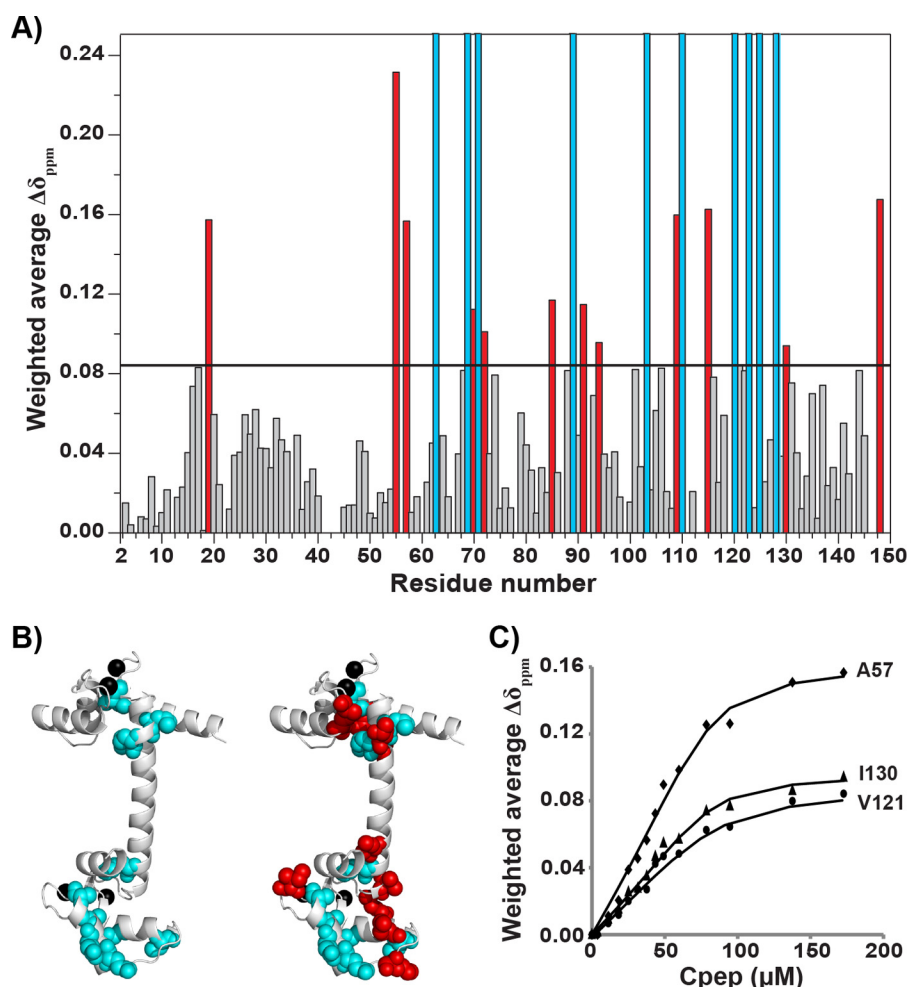 A)
Weighted average Δδppm
0.24
0.20
0.16
0.12
0.08
0.04
0.00
2 10 20 30 40 50 60 70 80 90 100 110 120 130 140 150
Residue number
B)
C)
Weighted average Δδppm
0.16
0.12
0.08
0.04
0.00
A57
I130
V121
0 50 100 150 200
Cpep (µM)